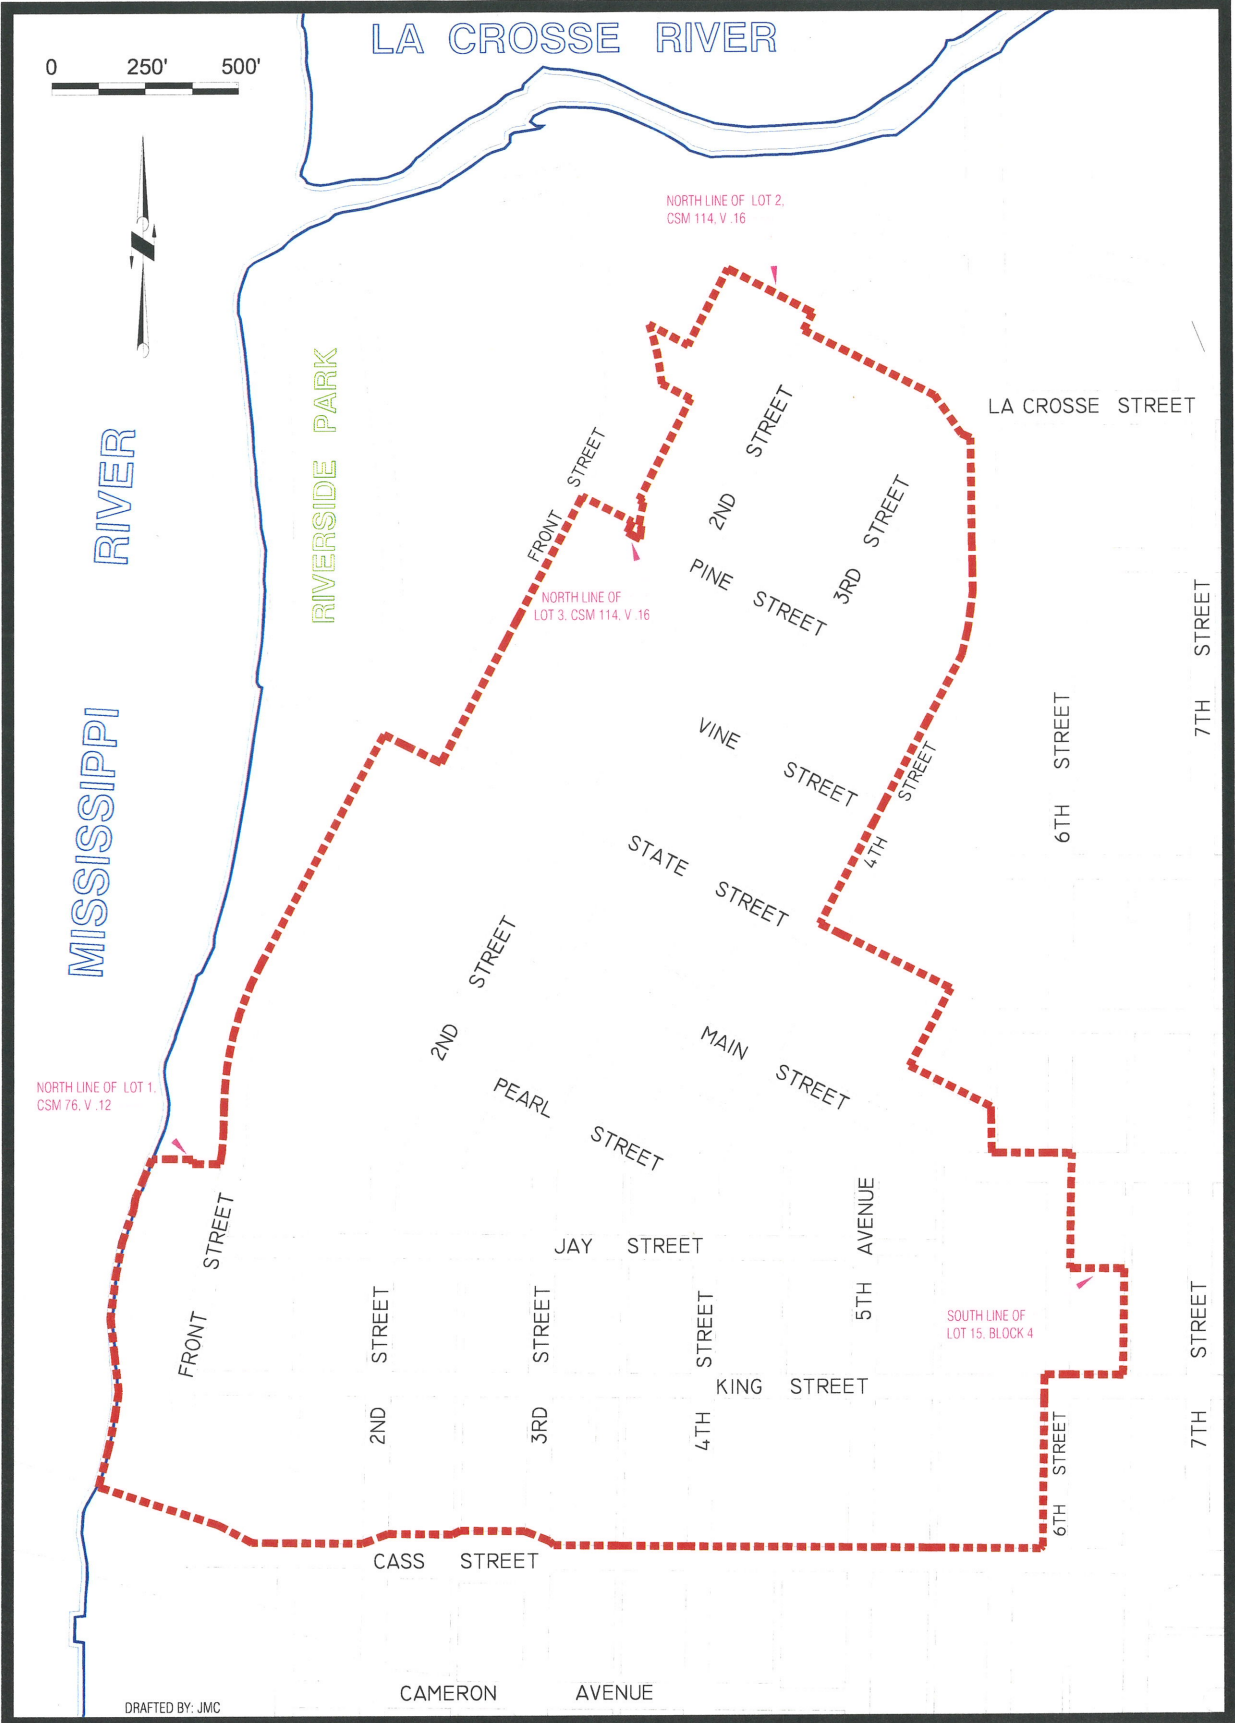 LA CROSSE RIVER
0 250' 500'
NORTH LINE OF LOT 2,
CSM 114, V .16
LA CROSSE STREET
RIVERSIDE PARK
MISSISSIPPI RIVER
FRONT STREET
2ND STREET
3RD STREET
PINE STREET
NORTH LINE OF
LOT 3. CSM 114, V .16
7TH STREET
6TH STREET
VINE STREET
4TH STREET
STATE STREET
2ND STREET
MAIN STREET
PEARL STREET
NORTH LINE OF LOT 1,
CSM 76, V .12
FRONT STREET
JAY STREET
5TH AVENUE
2ND STREET
3RD STREET
4TH STREET
SOUTH LINE OF
LOT 15. BLOCK 4
KING STREET
6TH STREET
7TH STREET
CASS STREET
CAMERON AVENUE
DRAFTED BY: JMC